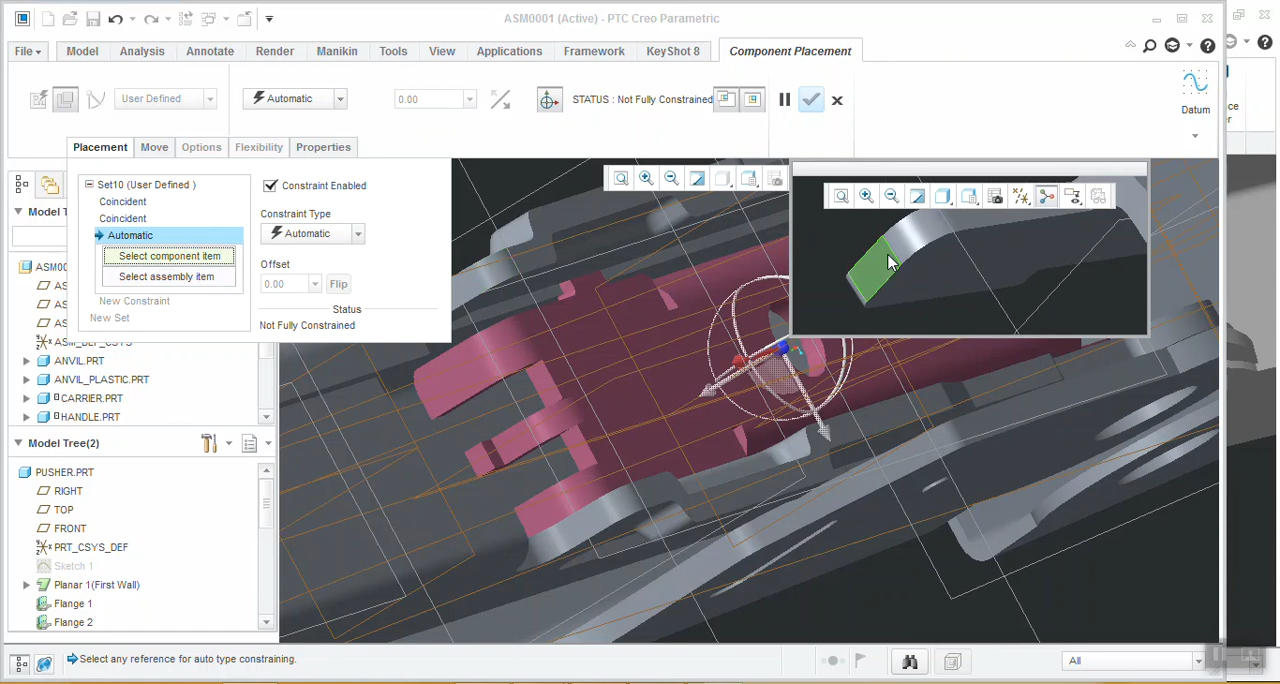 ASM0001 (Active) - PTC Creo Parametric
File Model Analysis Annotate Render Manikin Tools View Applications Framework KeyShot 8 Component Placement
User Defined Automatic 0.00 STATUS : Not Fully Constrained
Datum
Placement Move Options Flexibility Properties
Set10 (User Defined )
Coincident
Coincident
Automatic
Select component item
Select assembly item
New Constraint
New Set
Constraint Enabled
Constraint Type
Automatic
Offset
0.00 Flip
Status
Not Fully Constrained
Model T
ASM00
AS
AS
AS
ASM_DEF_CSYS
ANVIL.PRT
ANVIL_PLASTIC.PRT
CARRIER.PRT
HANDLE.PRT
Model Tree(2)
PUSHER.PRT
RIGHT
TOP
FRONT
PRT_CSYS_DEF
Sketch 1
Planar 1(First Wall)
Flange 1
Flange 2
Select any reference for auto type constraining.
All